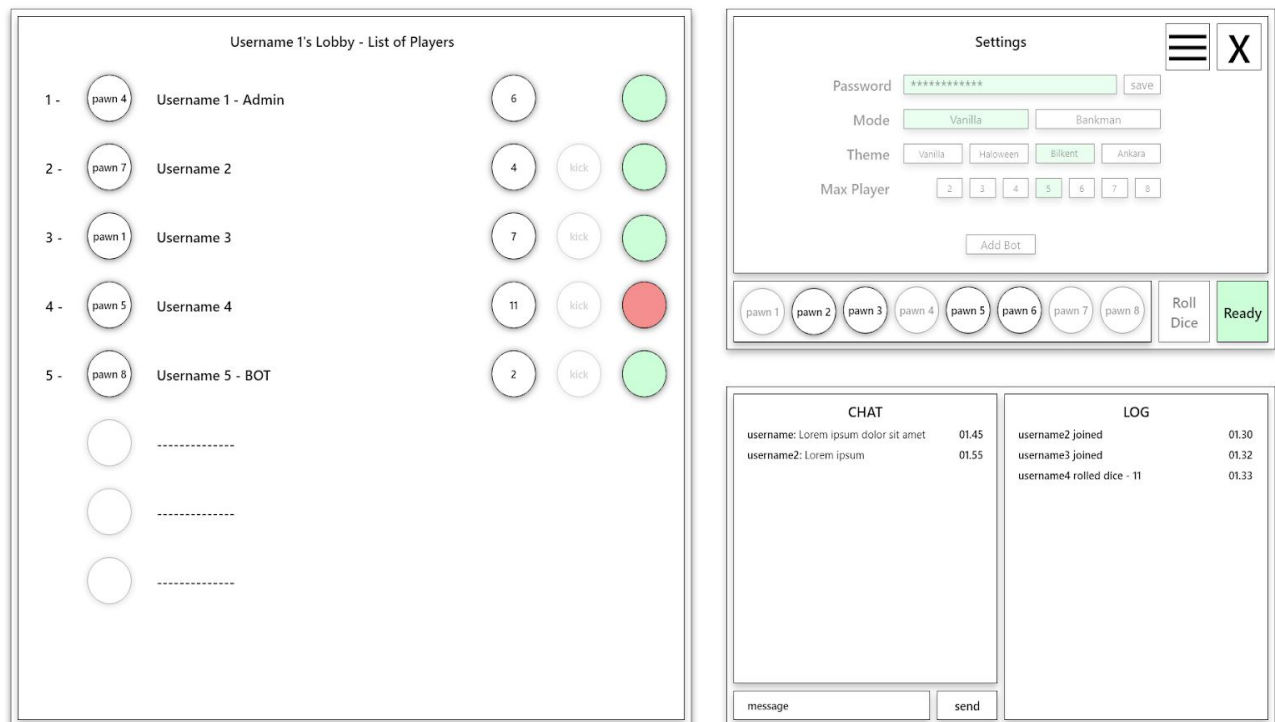 Username 1's Lobby - List of Players
1 - pawn 4 Username 1 - Admin 6
2 - pawn 7 Username 2 4 kick
3 - pawn 1 Username 3 7 kick
4 - pawn 5 Username 4 11 kick
5 - pawn 8 Username 5 - BOT 2 kick
--------------
--------------
--------------
Settings X
Password ************ save
Mode Vanilla Bankman
Theme Vanilla Haloween Bilkent Ankara
Max Player 2 3 4 5 6 7 8
Add Bot
pawn 1 pawn 2 pawn 3 pawn 4 pawn 5 pawn 6 pawn 7 pawn 8
Roll
Dice
Ready
CHAT
username: Lorem ipsum dolor sit amet 01.45
username2: Lorem ipsum 01.55
message send
LOG
username2 joined 01.30
username3 joined 01.32
username4 rolled dice - 11 01.33